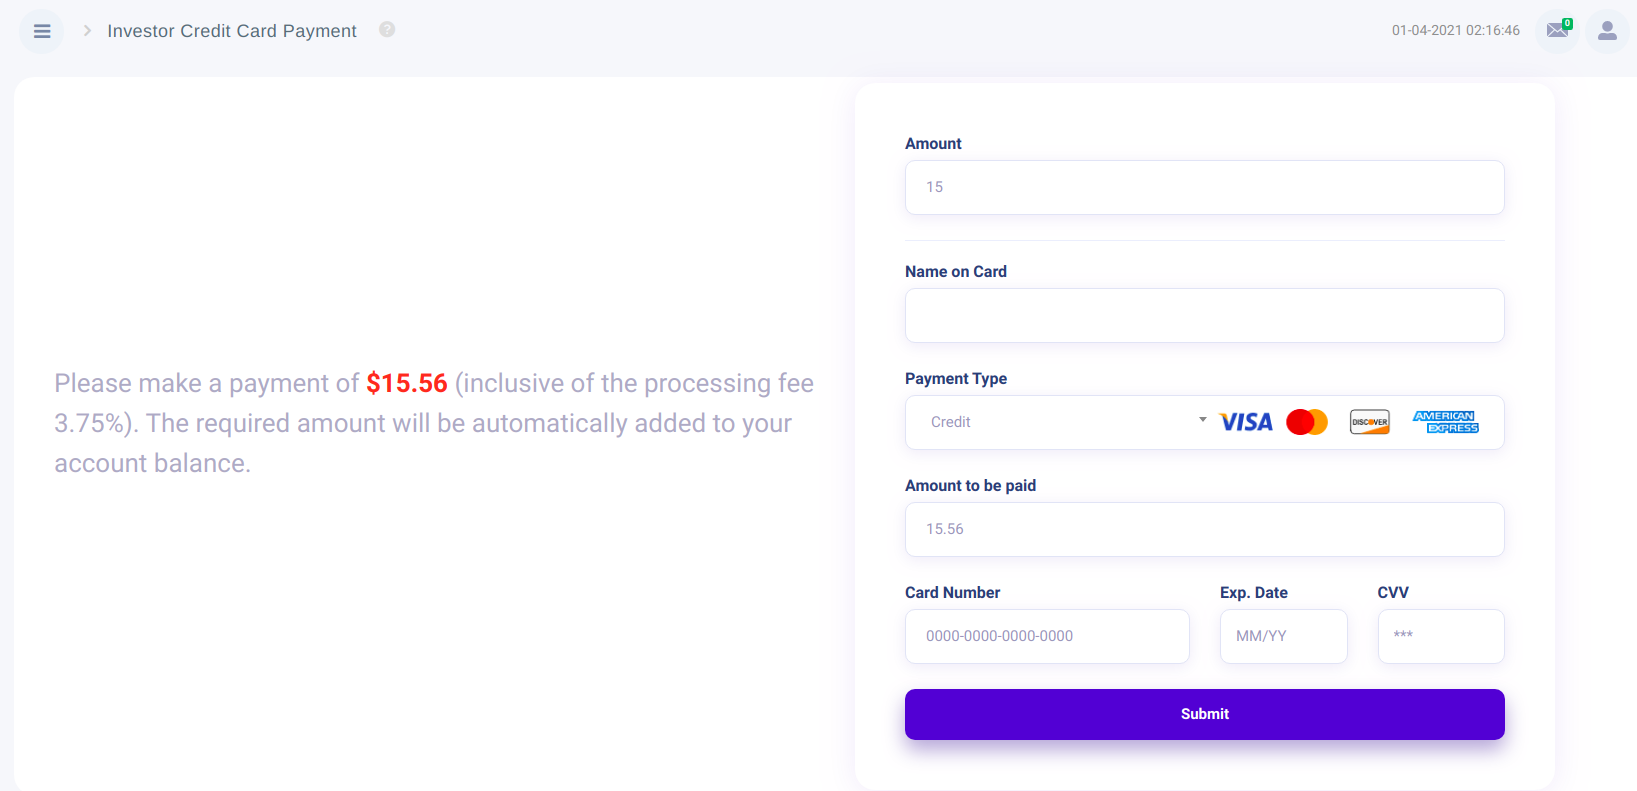 Investor Credit Card Payment ?
01-04-2021 02:16:46
0
Please make a payment of $15.56 (inclusive of the processing fee
3.75%). The required amount will be automatically added to your
account balance.
Amount
15
Name on Card
Payment Type
Credit VISA DISCOVER AMERICAN EXPRESS
Amount to be paid
15.56
Card Number Exp. Date CVV
0000-0000-0000-0000 MM/YY ***
Submit